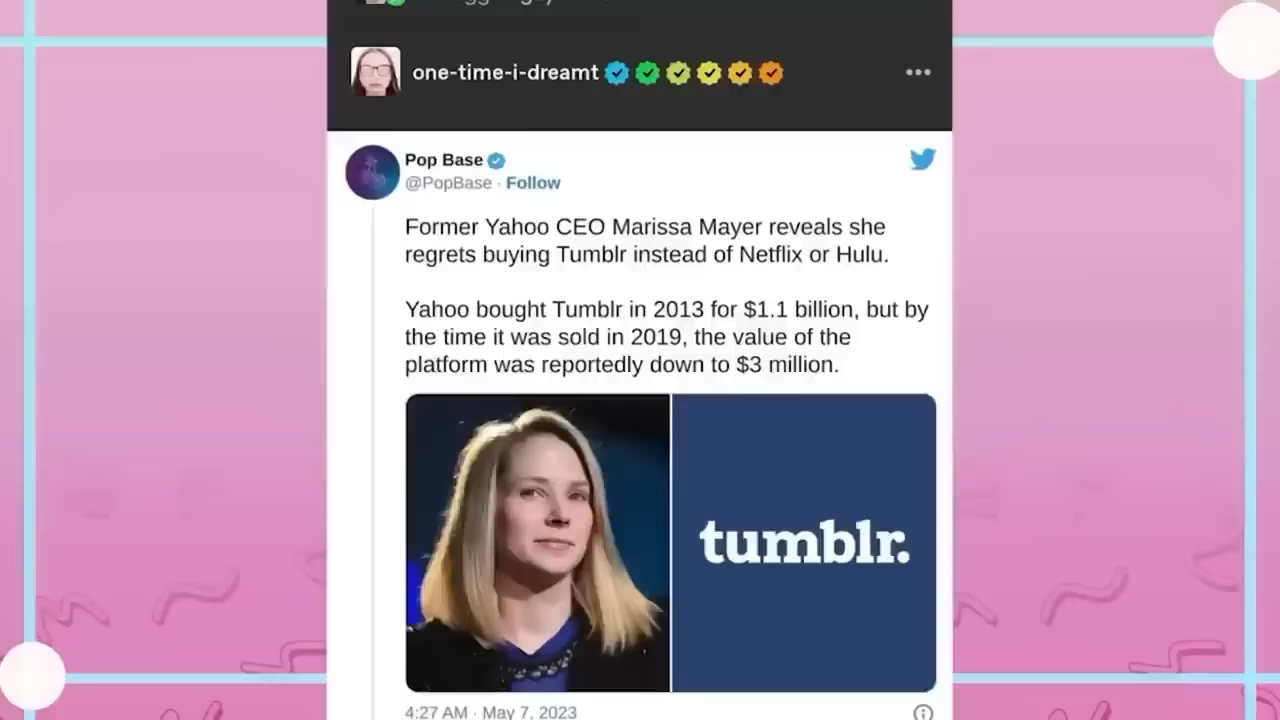 one-time-i-dreamt
Pop Base
@PopBase · Follow
Former Yahoo CEO Marissa Mayer reveals she
regrets buying Tumblr instead of Netflix or Hulu.
Yahoo bought Tumblr in 2013 for $1.1 billion, but by
the time it was sold in 2019, the value of the
platform was reportedly down to $3 million.
tumblr.
4:27 AM · May 7, 2023